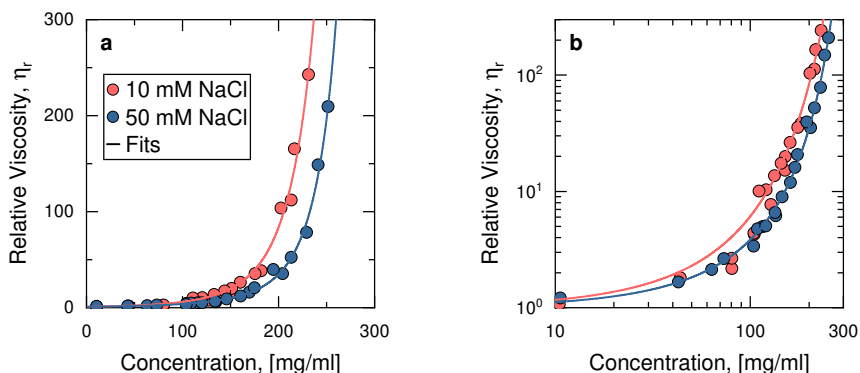 a
300
200
100
0
Relative Viscosity, ηr
10 mM NaCl
50 mM NaCl
Fits
0 100 200 300
Concentration, [mg/ml]
b
10²
10¹
10⁰
Relative Viscosity, ηr
10 100 300
Concentration, [mg/ml]